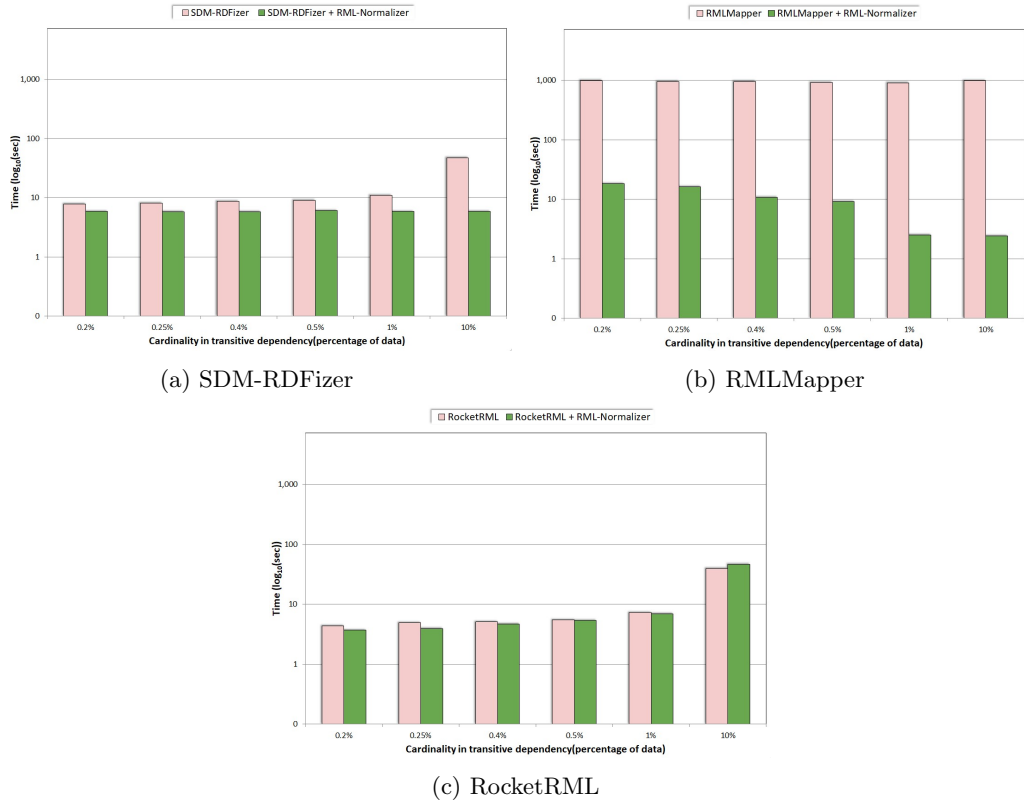 SDM-RDFizer SDM-RDFizer + RML-Normalizer
1,000
100
10
1
0
Time (log10(sec))
0.2% 0.25% 0.4% 0.5% 1% 10%
Cardinality in transitive dependency(percentage of data)
(a) SDM-RDFizer
RMLMapper RMLMapper + RML-Normalizer
1,000
100
10
1
0
Time (log10(sec))
0.2% 0.25% 0.4% 0.5% 1% 10%
Cardinality in transitive dependency(percentage of data)
(b) RMLMapper
RocketRML RocketRML + RML-Normalizer
1,000
100
10
1
0
Time (log10(sec))
0.2% 0.25% 0.4% 0.5% 1% 10%
Cardinality in transitive dependency(percentage of data)
(c) RocketRML